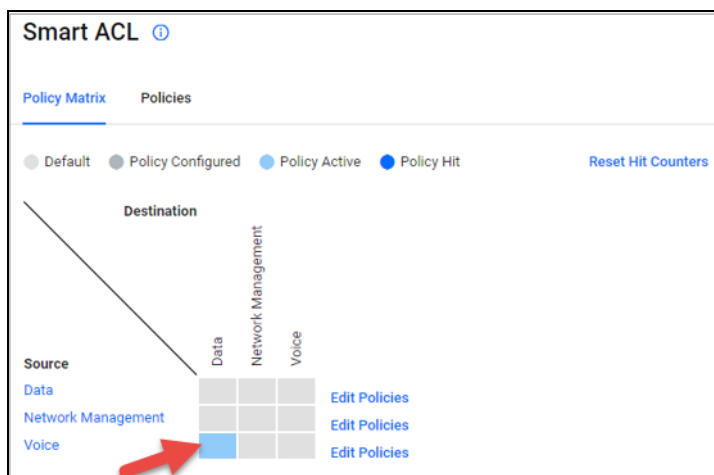 Smart ACL
Policy Matrix Policies
Default Policy Configured Policy Active Policy Hit Reset Hit Counters
Destination
Data
Network Management
Voice
Source
Data Edit Policies
Network Management Edit Policies
Voice Edit Policies